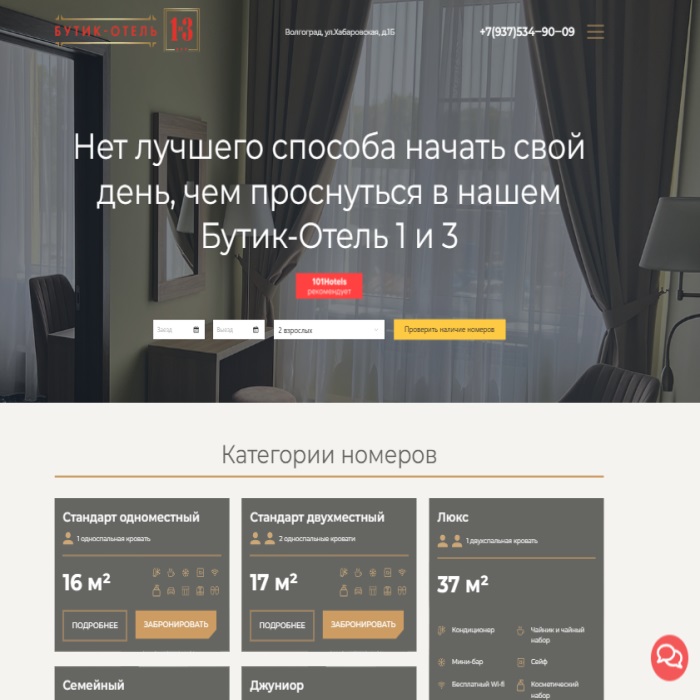 БУТИК-ОТЕЛЬ 1·3
Волгоград, ул.Хабаровская, д.1Б
+7(937)534–90–09
Нет лучшего способа начать свой
день, чем проснуться в нашем
Бутик-Отель 1 и 3
101Hotels
рекомендует
Заезд
Выезд
2 взрослых
Проверить наличие номеров
Категории номеров
Стандарт одноместный
1 односпальная кровать
16 м²
ПОДРОБНЕЕ
ЗАБРОНИРОВАТЬ
Стандарт двухместный
2 односпальные кровати
17 м²
ПОДРОБНЕЕ
ЗАБРОНИРОВАТЬ
Люкс
1 двуспальная кровать
37 м²
Кондиционер
Чайник и чайный
набор
Мини-бар
Сейф
Бесплатный Wi-fi
Косметический
набор
Семейный
Джуниор